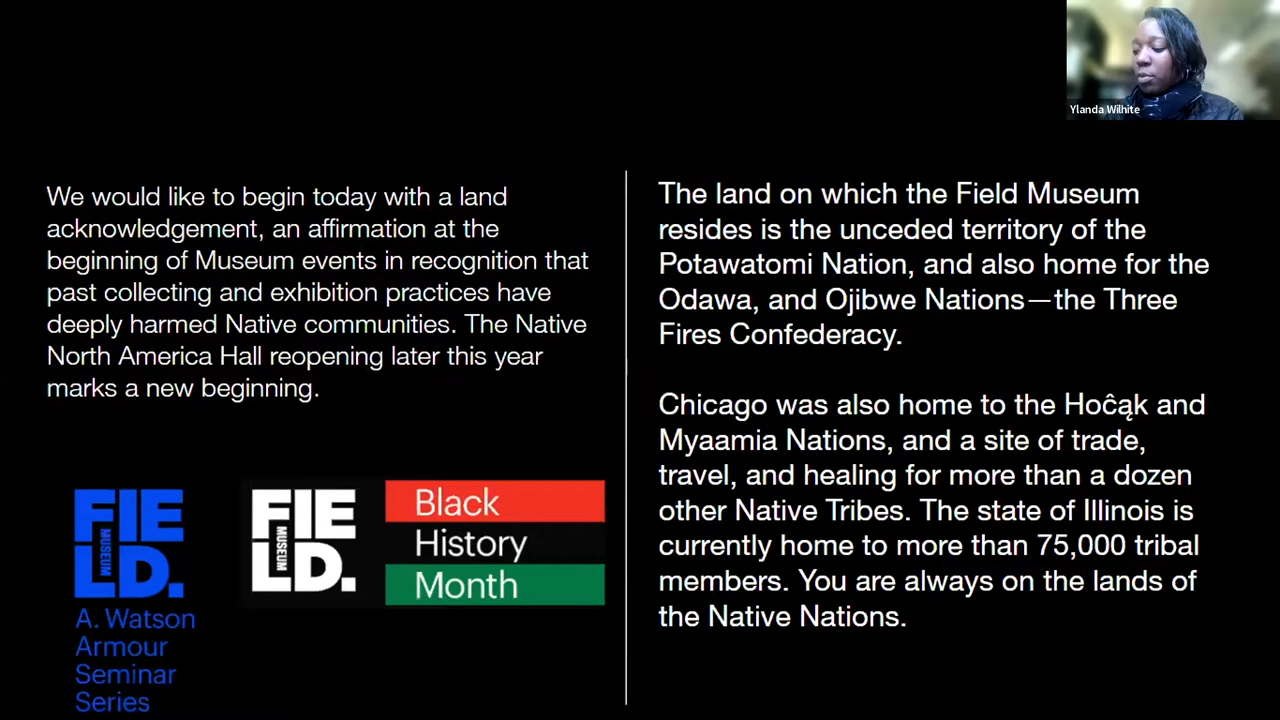 Ylanda Wilhite
We would like to begin today with a land
acknowledgement, an affirmation at the
beginning of Museum events in recognition that
past collecting and exhibition practices have
deeply harmed Native communities. The Native
North America Hall reopening later this year
marks a new beginning.
FIE
LD.
MUSEUM
A. Watson
Armour
Seminar
Series
FIE
LD.
MUSEUM
Black
History
Month
The land on which the Field Museum
resides is the unceded territory of the
Potawatomi Nation, and also home for the
Odawa, and Ojibwe Nations—the Three
Fires Confederacy.
Chicago was also home to the Hoĉąk and
Myaamia Nations, and a site of trade,
travel, and healing for more than a dozen
other Native Tribes. The state of Illinois is
currently home to more than 75,000 tribal
members. You are always on the lands of
the Native Nations.